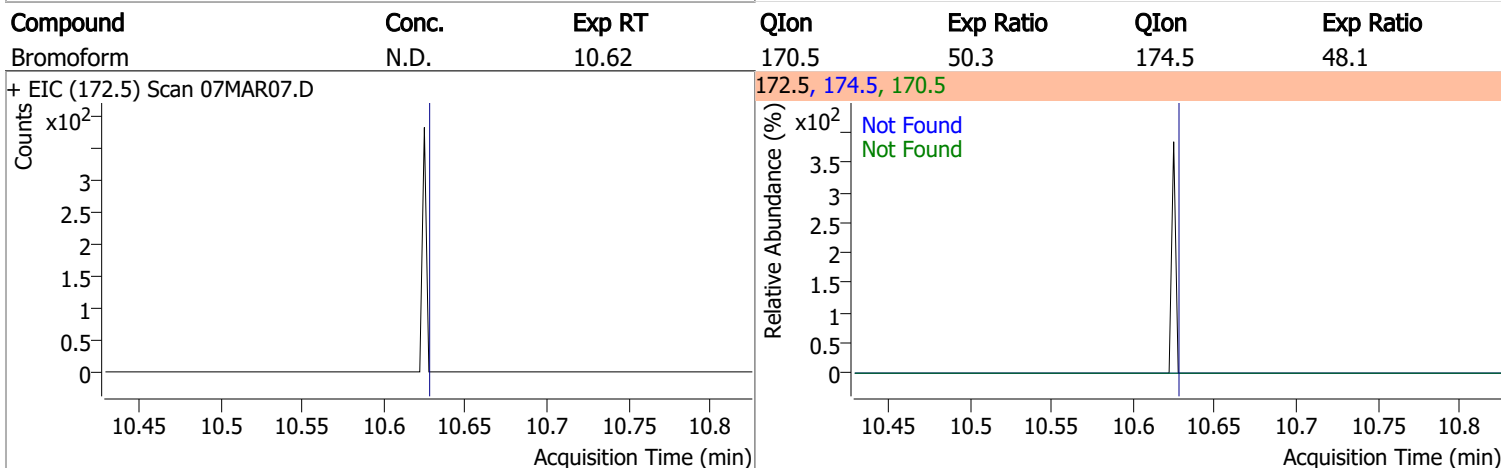 Compound Conc. Exp RT QIon Exp Ratio QIon Exp Ratio
Bromoform N.D. 10.62 170.5 50.3 174.5 48.1
+ EIC (172.5) Scan 07MAR07.D
Counts
x10²
3
2.5
2
1.5
1
0.5
0
10.45 10.5 10.55 10.6 10.65 10.7 10.75 10.8
Acquisition Time (min)
172.5, 174.5, 170.5
Relative Abundance (%)
x10²
Not Found
Not Found
3.5
3
2.5
2
1.5
1
0.5
0
10.45 10.5 10.55 10.6 10.65 10.7 10.75 10.8
Acquisition Time (min)